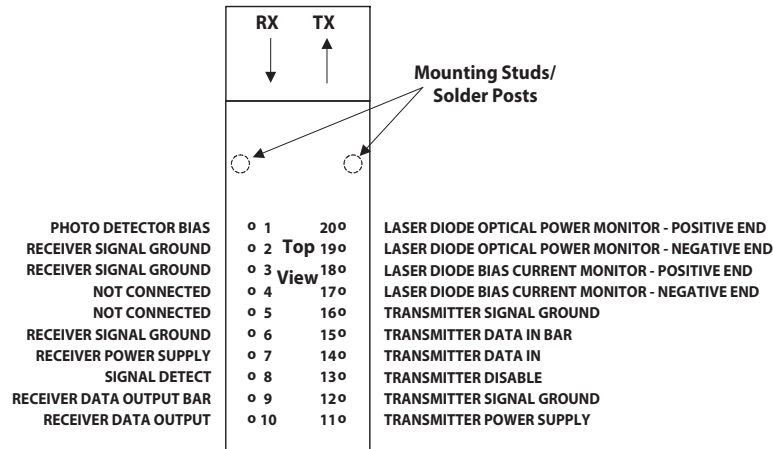 RX TX
Mounting Studs/
Solder Posts
PHOTO DETECTOR BIAS o 1 20 o LASER DIODE OPTICAL POWER MONITOR - POSITIVE END
RECEIVER SIGNAL GROUND o 2 Top 19 o LASER DIODE OPTICAL POWER MONITOR - NEGATIVE END
RECEIVER SIGNAL GROUND o 3 View 18 o LASER DIODE BIAS CURRENT MONITOR - POSITIVE END
NOT CONNECTED o 4 17 o LASER DIODE BIAS CURRENT MONITOR - NEGATIVE END
NOT CONNECTED o 5 16 o TRANSMITTER SIGNAL GROUND
RECEIVER SIGNAL GROUND o 6 15 o TRANSMITTER DATA IN BAR
RECEIVER POWER SUPPLY o 7 14 o TRANSMITTER DATA IN
SIGNAL DETECT o 8 13 o TRANSMITTER DISABLE
RECEIVER DATA OUTPUT BAR o 9 12 o TRANSMITTER SIGNAL GROUND
RECEIVER DATA OUTPUT o 10 11 o TRANSMITTER POWER SUPPLY